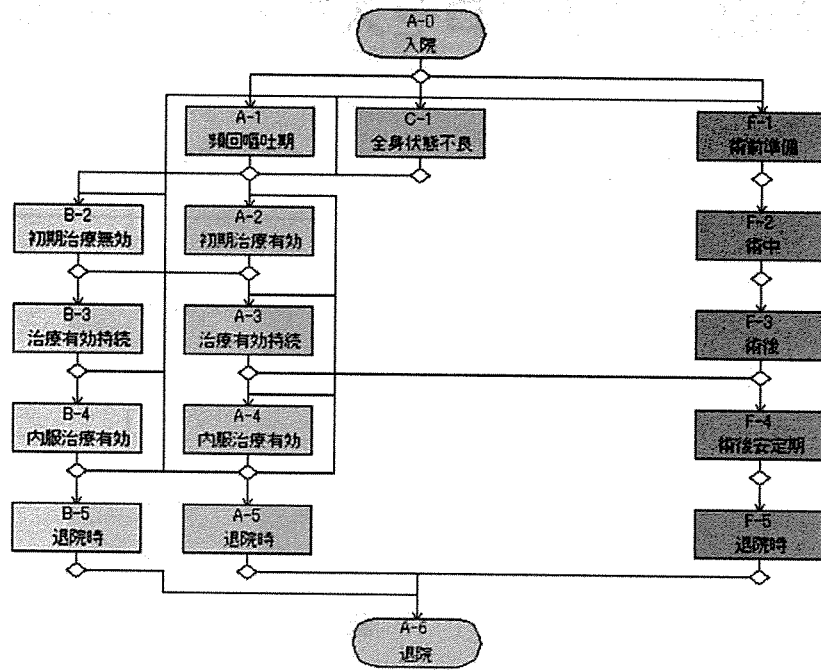 A-0
入院
A-1
頻回嘔吐期
C-1
全身状態不良
F-1
術前準備
B-2
初期治療無効
A-2
初期治療有効
F-2
術中
B-3
治療有効持続
A-3
治療有効持続
F-3
術後
B-4
内服治療有効
A-4
内服治療有効
F-4
術後安定期
B-5
退院時
A-5
退院時
F-5
退院時
A-6
退院